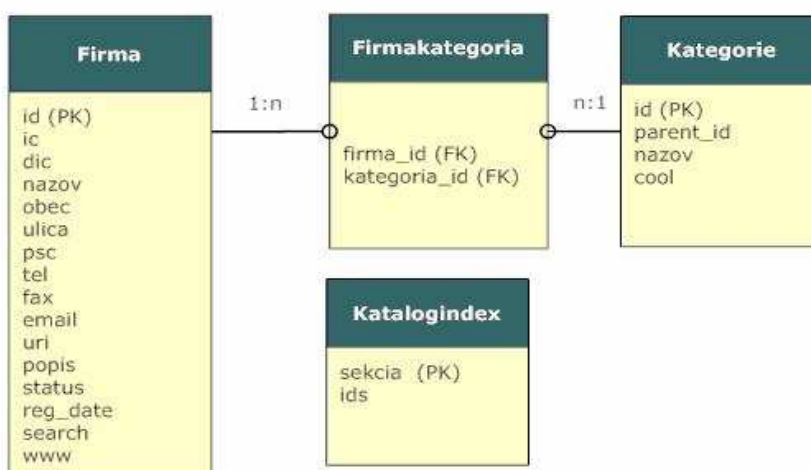 Firma
id (PK)
ic
dic
nazov
obec
ulica
psc
tel
fax
email
uri
popis
status
reg_date
search
www
1:n
Firmakategoria
firma_id (FK)
kategoria_id (FK)
n:1
Kategorie
id (PK)
parent_id
nazov
cool
Katalogindex
sekcia (PK)
ids